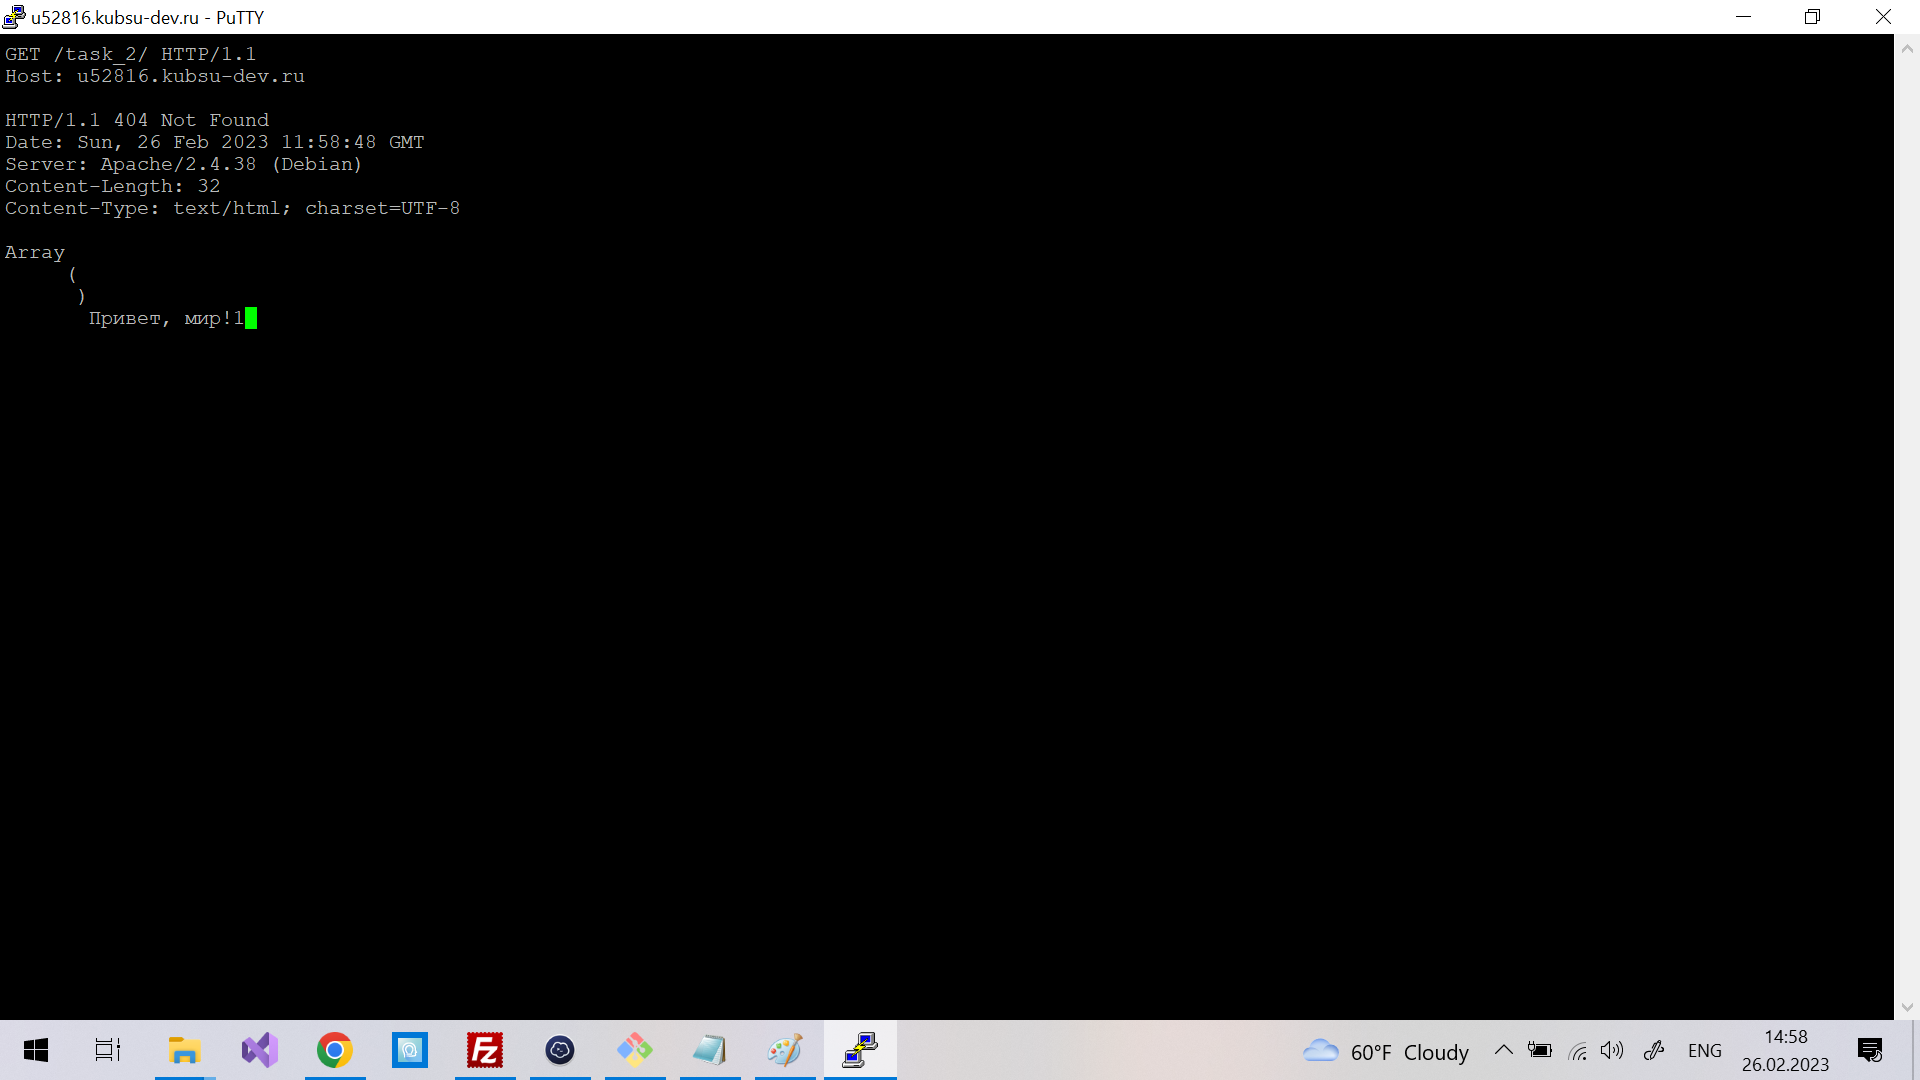 u52816.kubsu-dev.ru - PuTTY
GET /task_2/ HTTP/1.1
Host: u52816.kubsu-dev.ru
HTTP/1.1 404 Not Found
Date: Sun, 26 Feb 2023 11:58:48 GMT
Server: Apache/2.4.38 (Debian)
Content-Length: 32
Content-Type: text/html; charset=UTF-8
Array
(
)
Привет, мир!1
Fz
60°F Cloudy
ENG
14:58
26.02.2023